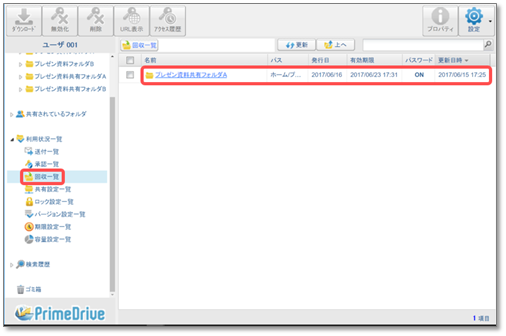 ダウンロード 無効化 削除 URL表示 アクセス履歴 プロパティ 設定
ユーザ 001
回収一覧 更新 上へ
プレゼン資料フォルダB
プレゼン資料共有フォルダA
プレゼン資料共有フォルダB
共有されているフォルダ
利用状況一覧
送付一覧
承認一覧
回収一覧
共有設定一覧
ロック設定一覧
バージョン設定一覧
期限設定一覧
容量設定一覧
検索履歴
ゴミ箱
PrimeDrive
名前 パス 発行日 有効期限 パスワード 更新日時
プレゼン資料共有フォルダA ホーム/プ... 2017/06/16 2017/06/23 17:31 ON 2017/06/15 17:25
1 項目